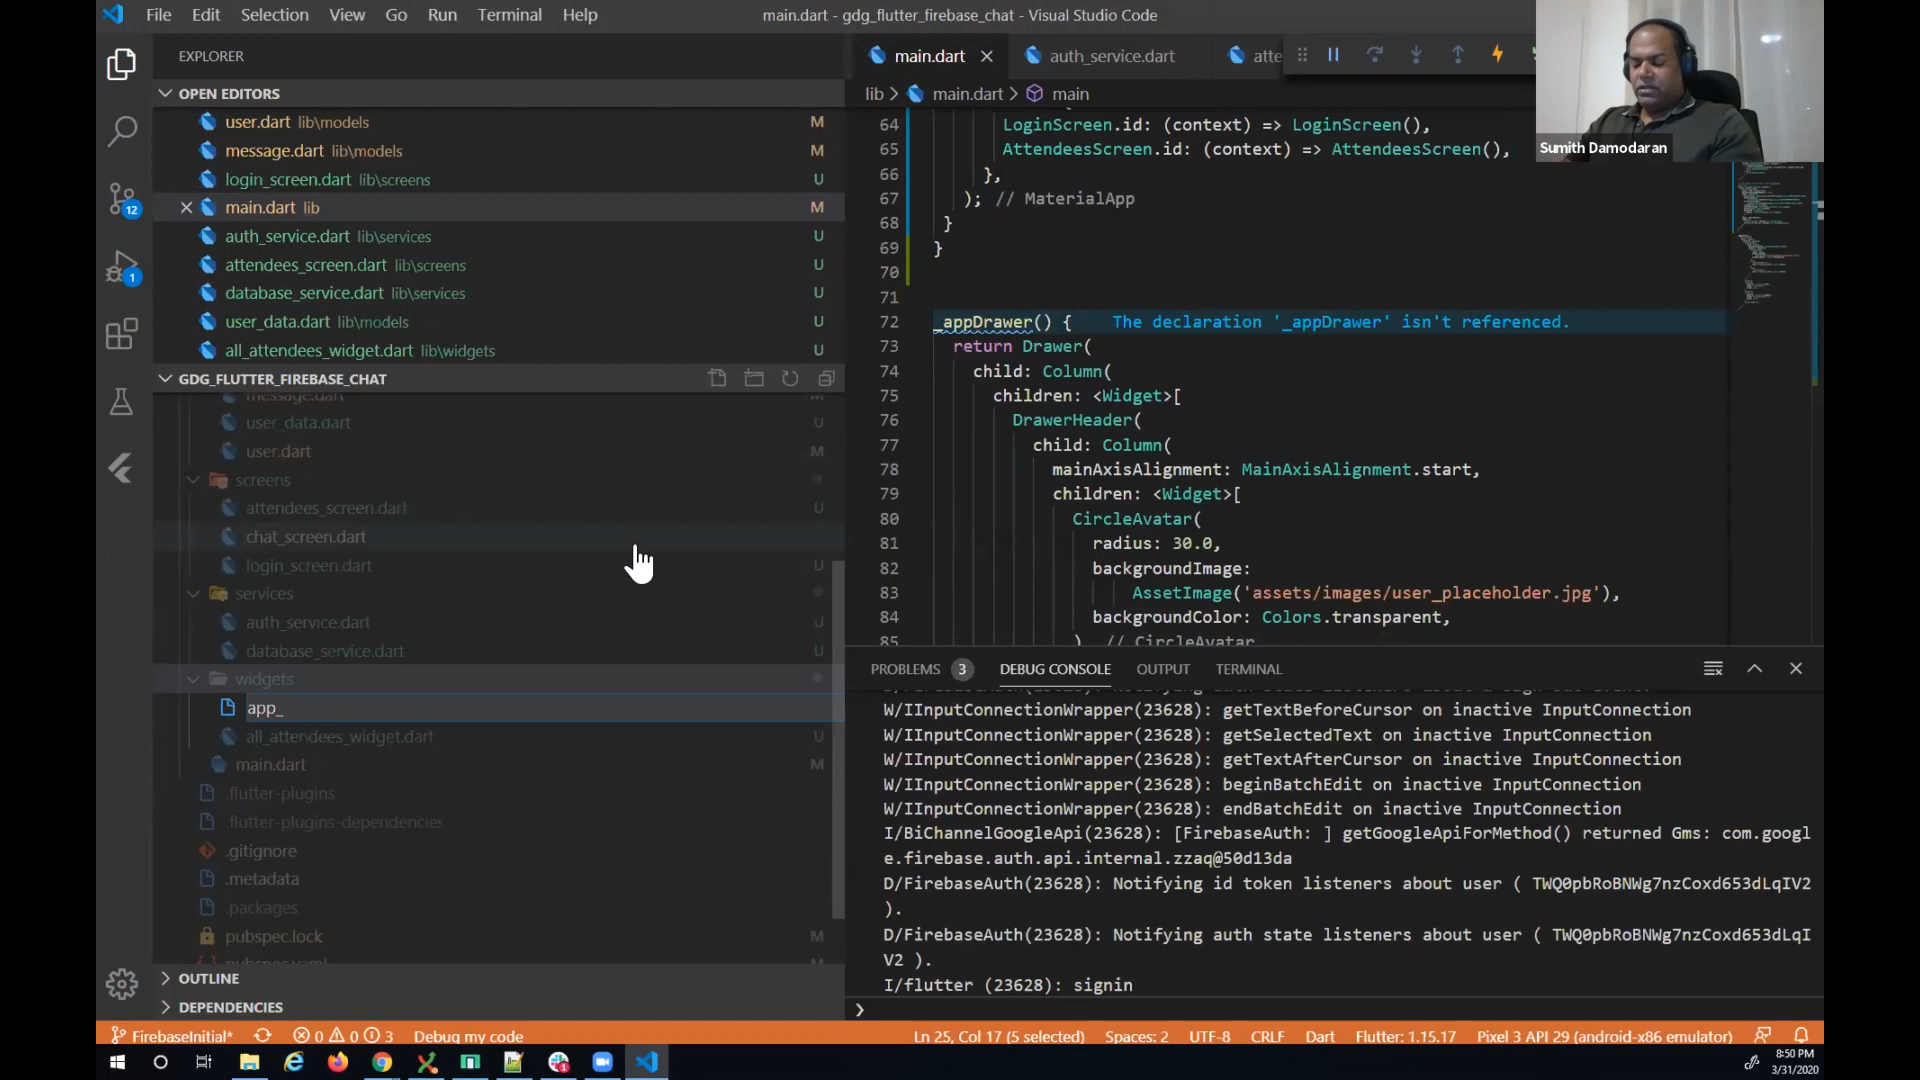 File Edit Selection View Go Run Terminal Help
main.dart - gdg_flutter_firebase_chat - Visual Studio Code
EXPLORER
OPEN EDITORS
user.dart lib\models M
message.dart lib\models M
login_screen.dart lib\screens U
main.dart lib M
auth_service.dart lib\services U
attendees_screen.dart lib\screens U
database_service.dart lib\services U
user_data.dart lib\models U
all_attendees_widget.dart lib\widgets U
GDG_FLUTTER_FIREBASE_CHAT
message.dart
user_data.dart U
user.dart M
screens
attendees_screen.dart U
chat_screen.dart
login_screen.dart U
services
auth_service.dart U
database_service.dart U
widgets
app_
all_attendees_widget.dart U
main.dart M
.flutter-plugins
.flutter-plugins-dependencies
.gitignore
.metadata
.packages
pubspec.lock M
pubspec.yaml
OUTLINE
DEPENDENCIES
12
1
main.dart auth_service.dart atte
lib > main.dart > main
64 LoginScreen.id: (context) => LoginScreen(),
65 AttendeesScreen.id: (context) => AttendeesScreen(),
66 },
67 ); // MaterialApp
68 }
69 }
70
71
72 _appDrawer() { The declaration '_appDrawer' isn't referenced.
73 return Drawer(
74 child: Column(
75 children: <Widget>[
76 DrawerHeader(
77 child: Column(
78 mainAxisAlignment: MainAxisAlignment.start,
79 children: <Widget>[
80 CircleAvatar(
81 radius: 30.0,
82 backgroundImage:
83 AssetImage('assets/images/user_placeholder.jpg'),
84 backgroundColor: Colors.transparent,
85 ) // CircleAvatar
Sumith Damodaran
PROBLEMS 3 DEBUG CONSOLE OUTPUT TERMINAL
W/IInputConnectionWrapper(23628): getTextBeforeCursor on inactive InputConnection
W/IInputConnectionWrapper(23628): getSelectedText on inactive InputConnection
W/IInputConnectionWrapper(23628): getTextAfterCursor on inactive InputConnection
W/IInputConnectionWrapper(23628): beginBatchEdit on inactive InputConnection
W/IInputConnectionWrapper(23628): endBatchEdit on inactive InputConnection
I/BiChannelGoogleApi(23628): [FirebaseAuth: ] getGoogleApiForMethod() returned Gms: com.googl
e.firebase.auth.api.internal.zzaq@50d13da
D/FirebaseAuth(23628): Notifying id token listeners about user ( TWQ0pbRoBNWg7nzCoxd653dLqIV2
).
D/FirebaseAuth(23628): Notifying auth state listeners about user ( TWQ0pbRoBNWg7nzCoxd653dLqI
V2 ).
I/flutter (23628): signin
FirebaseInitial* 0 0 3 Debug my code Ln 25, Col 17 (5 selected) Spaces: 2 UTF-8 CRLF Dart Flutter: 1.15.17 Pixel 3 API 29 (android-x86 emulator)
8:50 PM
3/31/2020